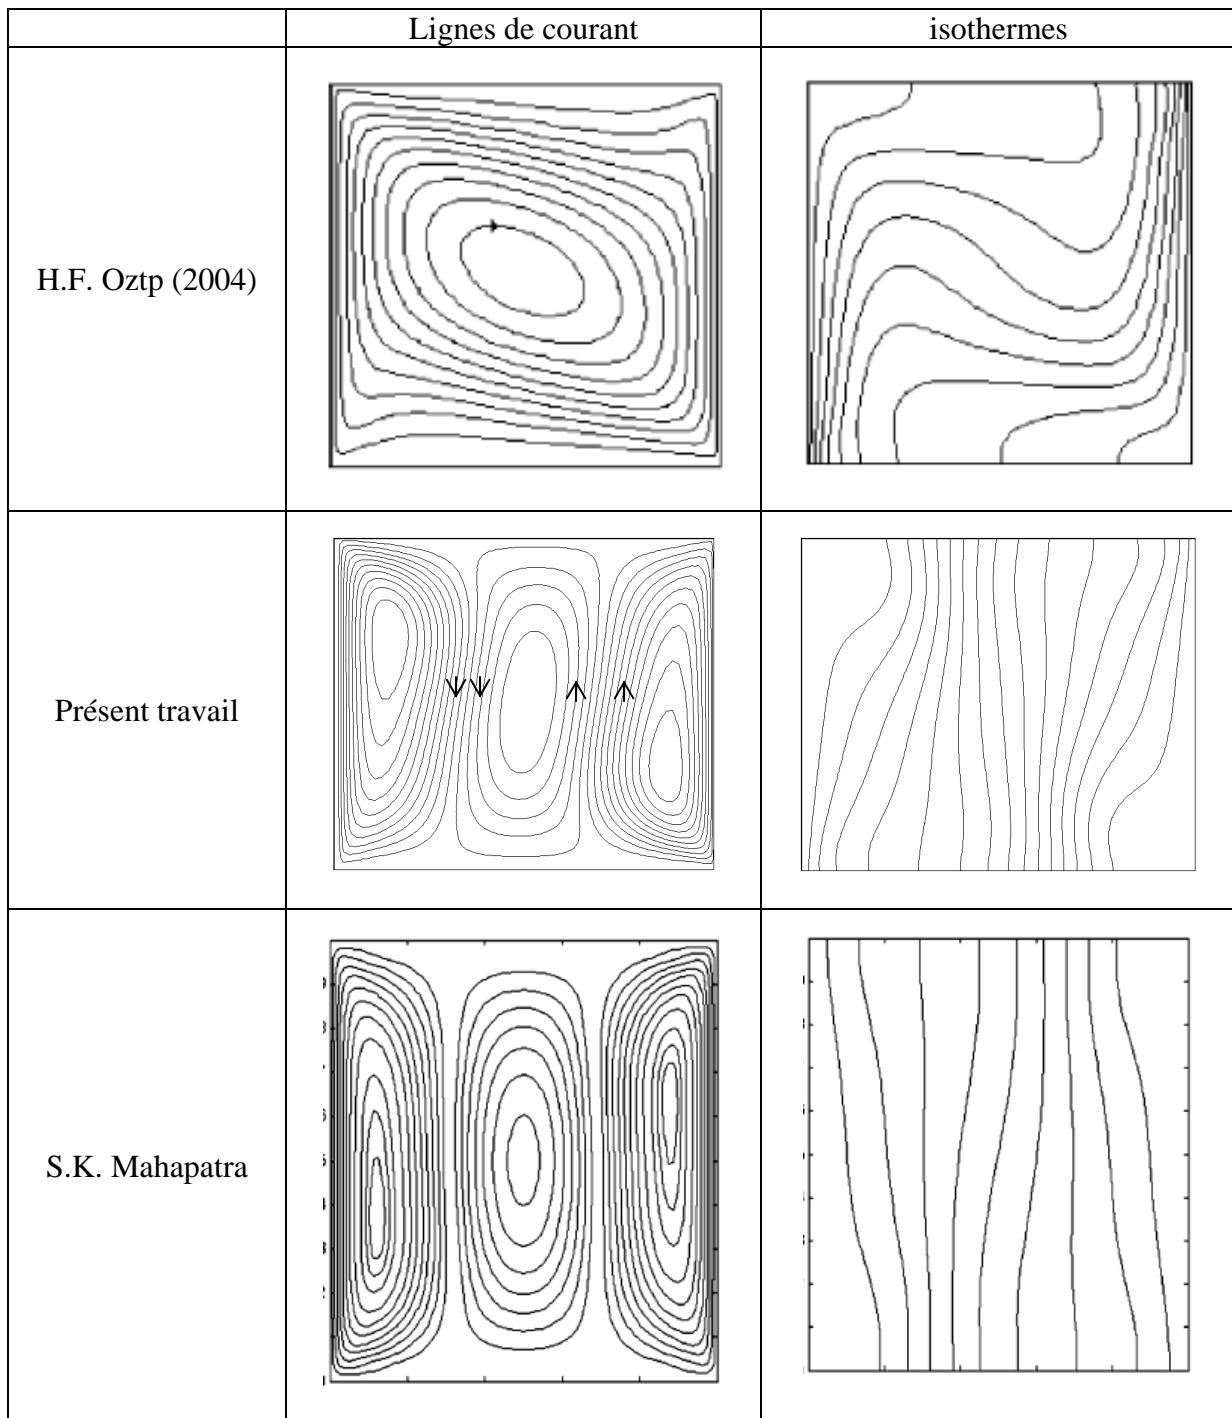 Lignes de courant
isothermes
H.F. Oztp (2004)
Présent travail
S.K. Mahapatra